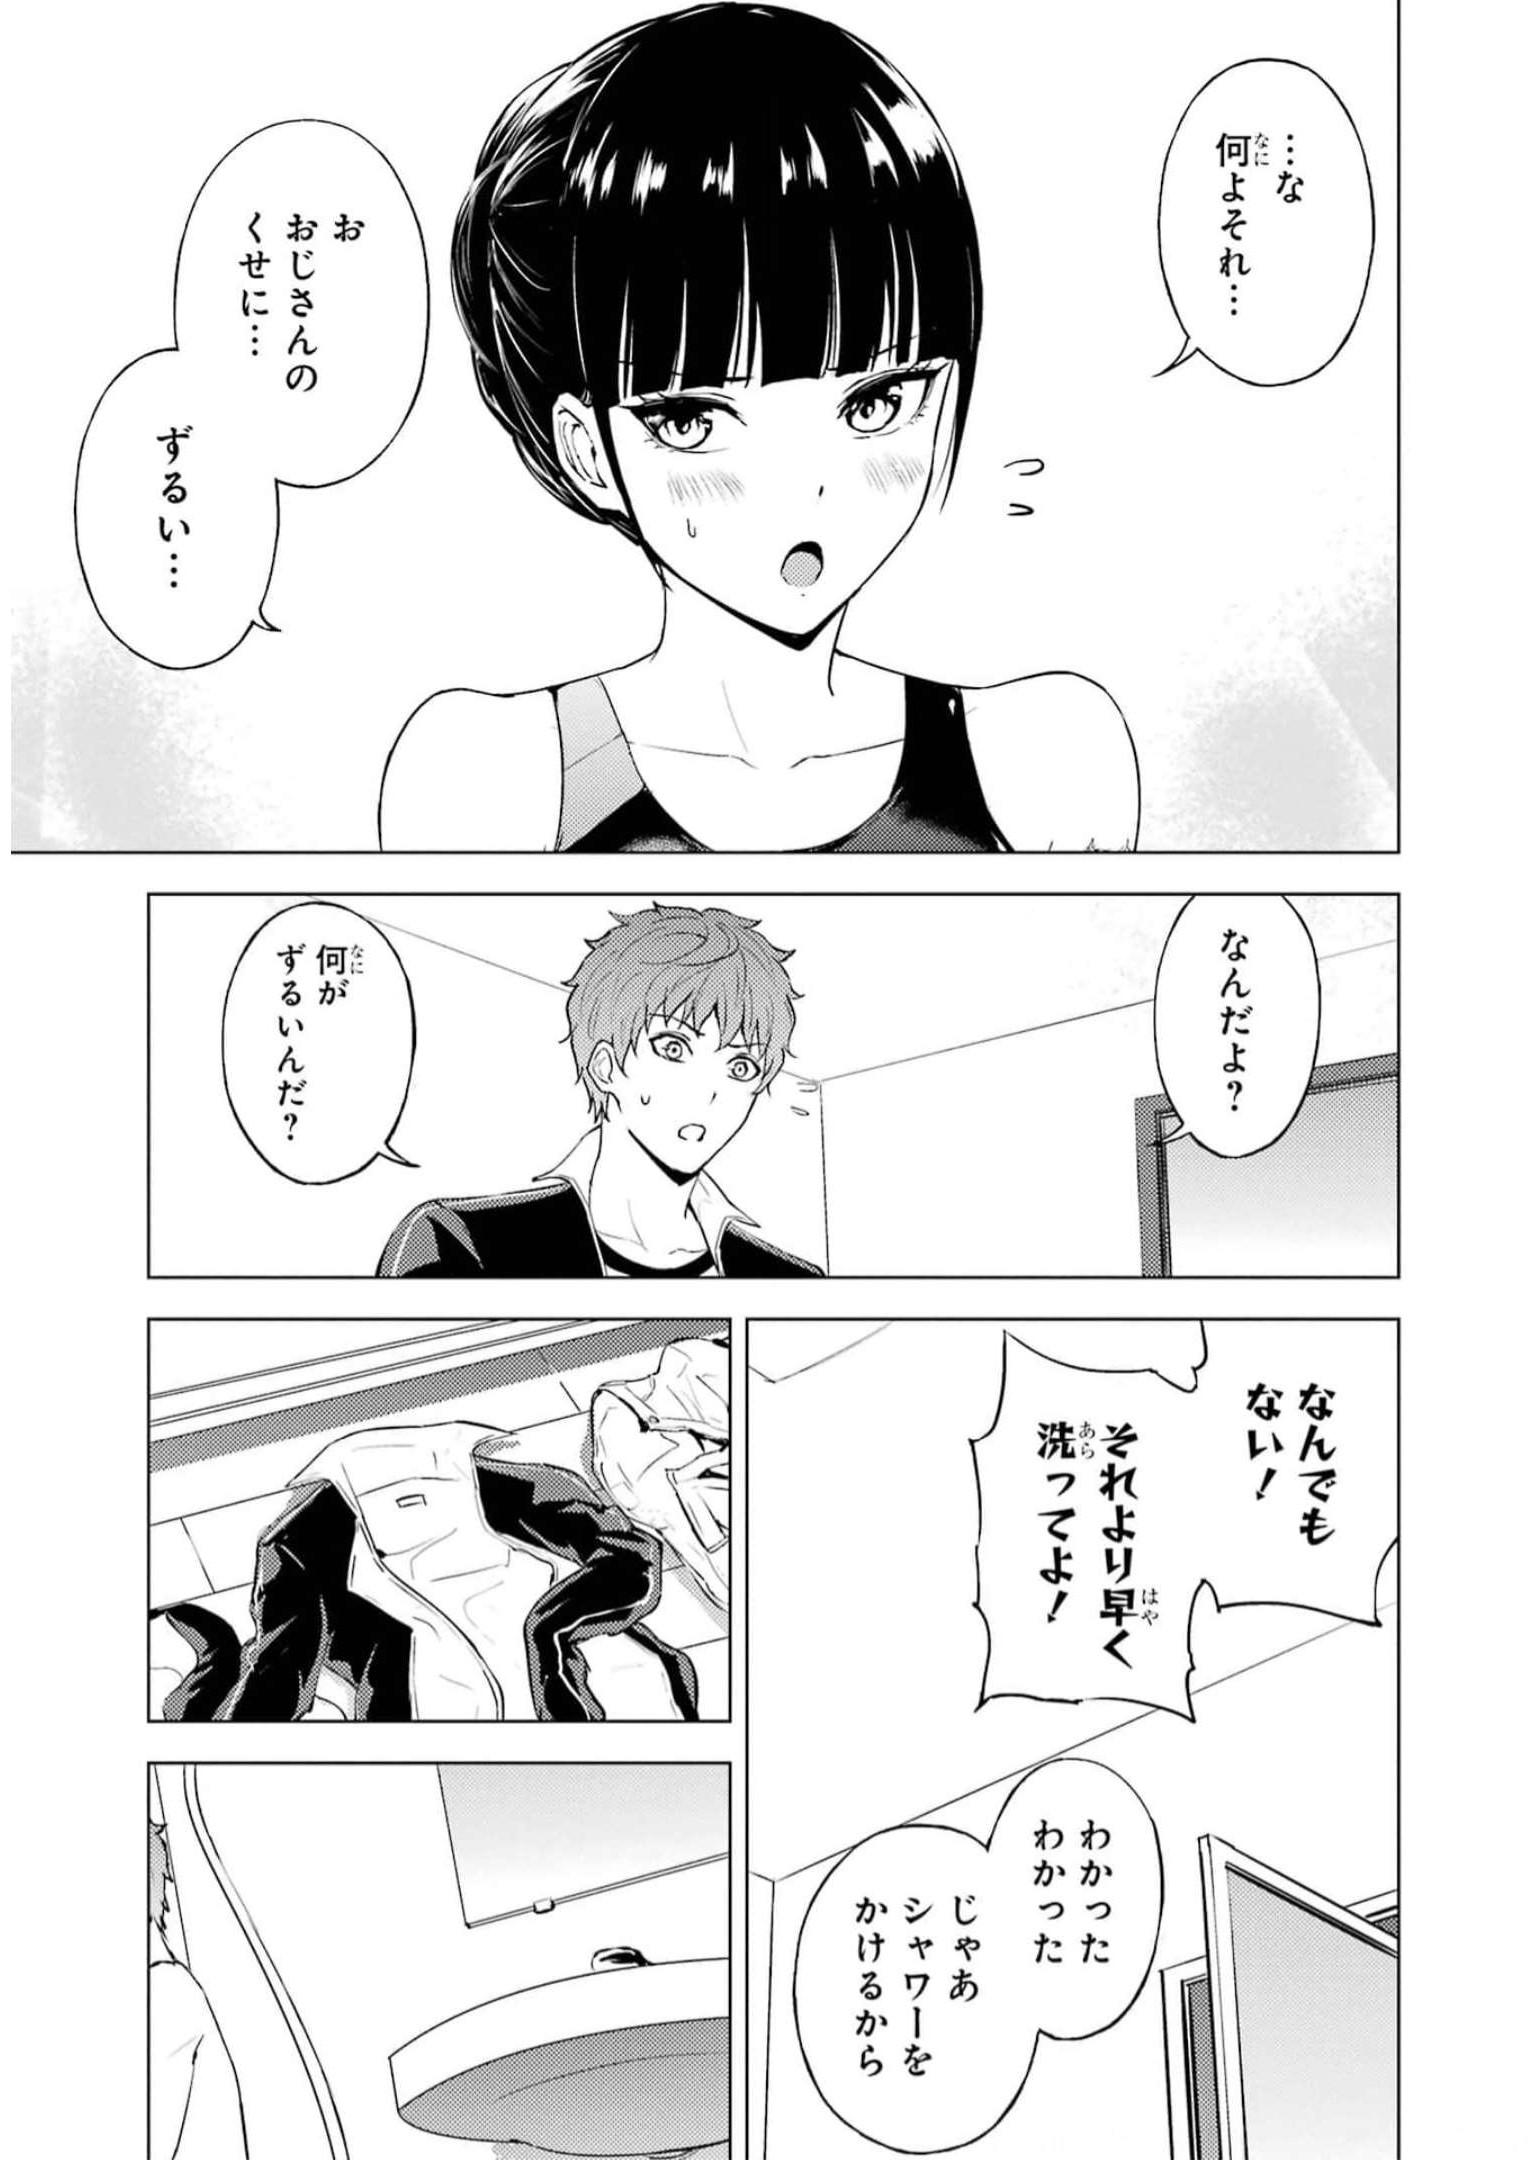 …な
何よそれ…
お
おじさんの
くせに…
ずるい…
なんだよ？
何が
ずるいんだ？
なんでも
ない！
それより早く
洗ってよ！
わかった
わかった
じゃあ
シャワーを
かけるから